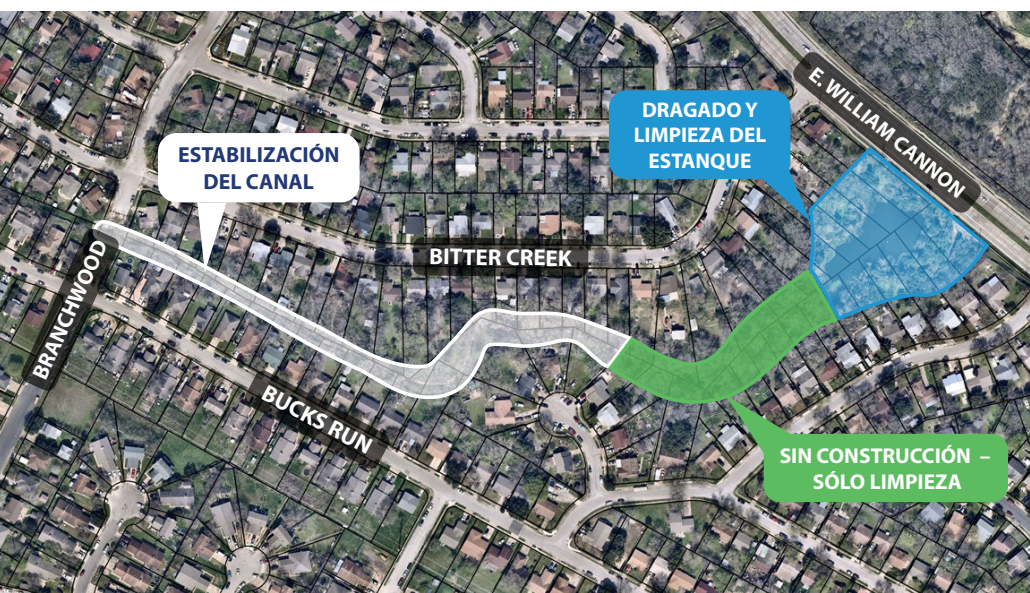 E. WILLIAM CANNON
DRAGADO Y
LIMPIEZA DEL
ESTANQUE
ESTABILIZACIÓN
DEL CANAL
BITTER CREEK
BRANCHWOOD
BUCKS RUN
SIN CONSTRUCCIÓN –
SÓLO LIMPIEZA